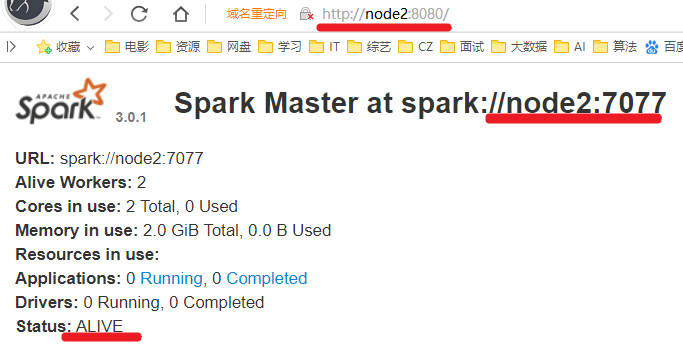 域名重定向 http://node2:8080/
收藏 电影 资源 网盘 学习 IT 综艺 CZ 面试 大数据 AI 算法 百度
APACHE
Spark 3.0.1 Spark Master at spark://node2:7077
URL: spark://node2:7077
Alive Workers: 2
Cores in use: 2 Total, 0 Used
Memory in use: 2.0 GiB Total, 0.0 B Used
Resources in use:
Applications: 0 Running, 0 Completed
Drivers: 0 Running, 0 Completed
Status: ALIVE